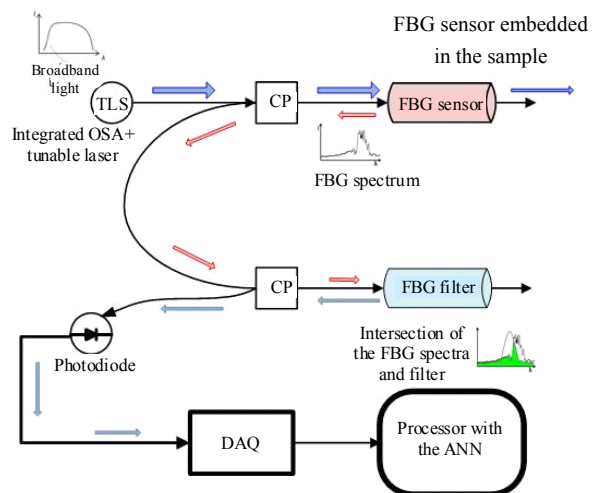 FBG sensor embedded
in the sample
Broadband
light
TLS
CP
FBG sensor
Integrated OSA+
tunable laser
FBG spectrum
CP
FBG filter
Intersection of
the FBG spectra
and filter
Photodiode
DAQ
Processor with
the ANN